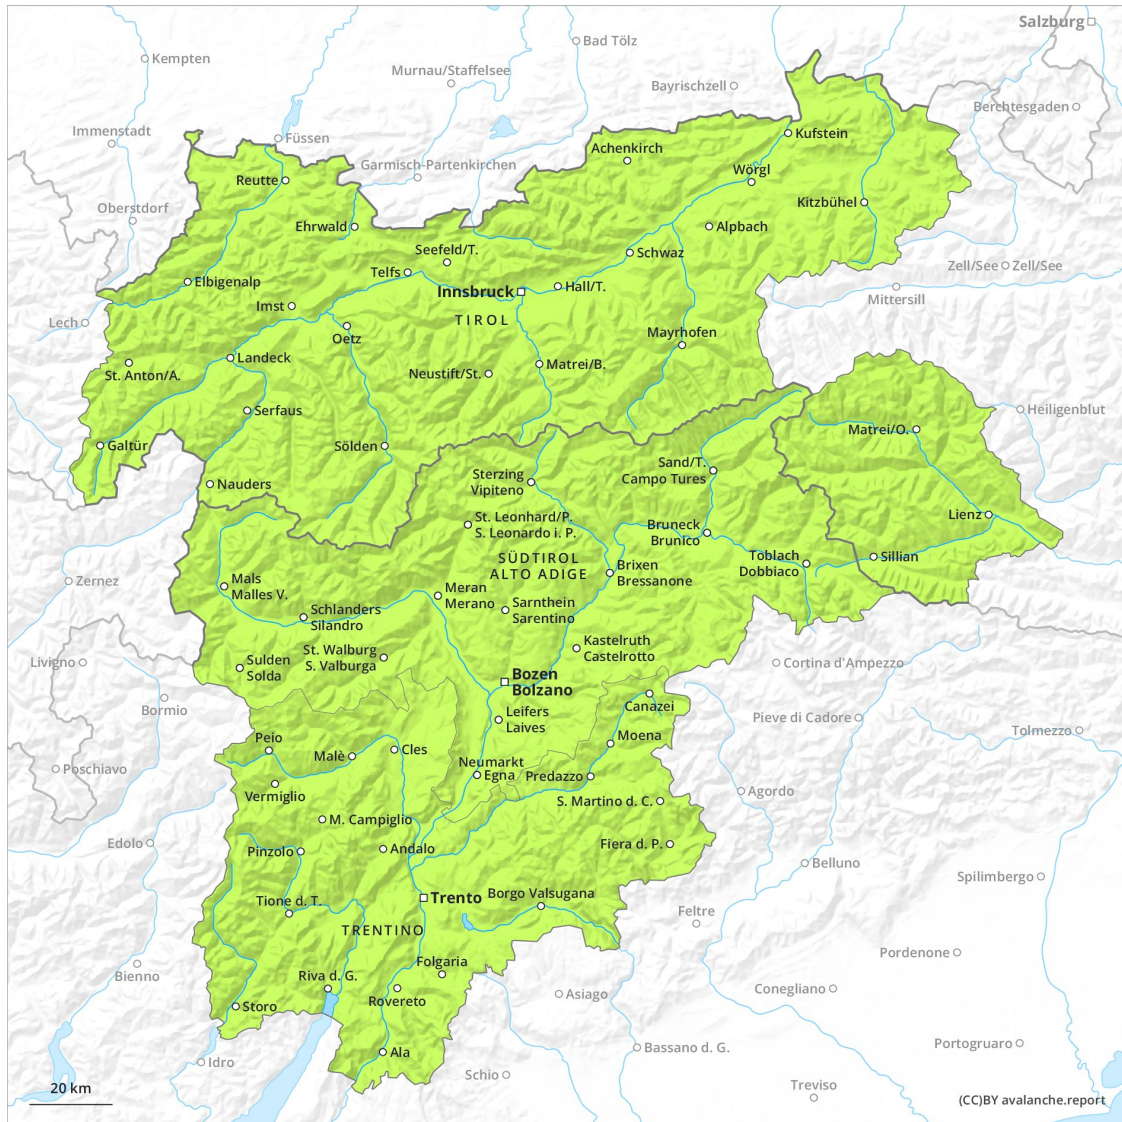 Salzburg
Bad Tölz
Kempten
Murnau/Staffelsee
Bayrischzell
Berchtesgaden
Immenstadt
Füssen
Kufstein
Achenkirch
Garmisch-Partenkirchen
Wörgl
Reutte
Kitzbühel
Oberstdorf
Ehrwald
Alpbach
Seefeld/T.
Schwaz
Telfs
Zell/See
Zell/See
Elbigenalp
Hall/T.
Innsbruck
Mittersill
Imst
TIROL
Lech
Oetz
Mayrhofen
Landeck
Matrei/B.
St. Anton/A.
Neustift/St.
Serfaus
Heiligenblut
Matrei/O.
Galtür
Sölden
Sand/T.
Campo Tures
Sterzing
Vipiteno
Nauders
Lienz
St. Leonhard/P.
S. Leonardo i. P.
Bruneck
Brunico
SÜDTIROL
ALTO ADIGE
Toblach
Dobbiaco
Sillian
Brixen
Bressanone
Zernez
Mals
Malles V.
Meran
Merano
Schlanders
Silandro
Sarnthein
Sarentino
Kastelruth
Castelrotto
St. Walburg
S. Valburga
Livigno
Sulden
Solda
Cortina d'Ampezzo
Bozen
Bolzano
Bormio
Canazei
Leifers
Laives
Pieve di Cadore
Tolmezzo
Moena
Peio
Malè
Cles
Poschiavo
Neumarkt
Egna
Predazzo
Vermiglio
Agordo
S. Martino d. C.
M. Campiglio
Edolo
Pinzolo
Andalo
Fiera d. P.
Belluno
Spilimbergo
Trento
Borgo Valsugana
Tione d. T.
Feltre
TRENTINO
Pordenone
Folgaria
Bienno
Riva d. G.
Conegliano
Rovereto
Asiago
Storo
Portogruaro
Bassano d. G.
Ala
Idro
Schio
Treviso
20 km
(CC)BY avalanche.report